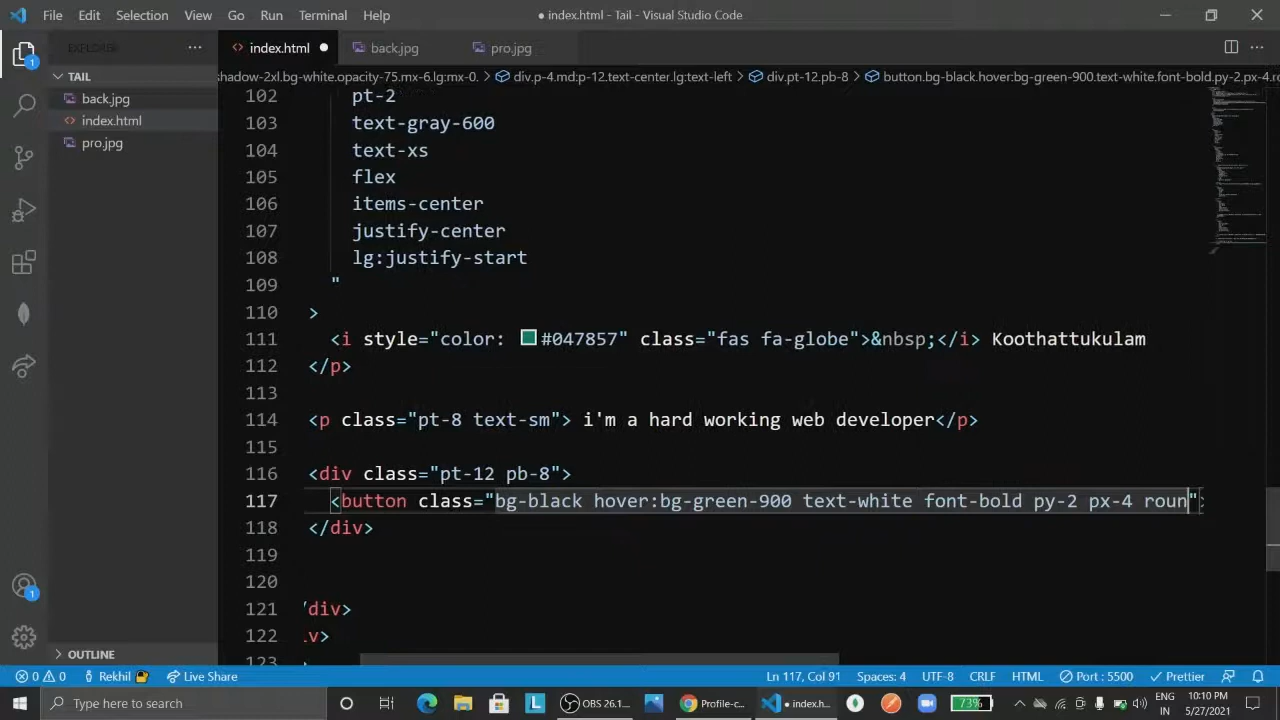 File Edit Selection View Go Run Terminal Help
● index.html - Tail - Visual Studio Code
EXPLORER
index.html
back.jpg
pro.jpg
TAIL
shadow-2xl.bg-white.opacity-75.mx-6.lg:mx-0. > div.p-4.md:p-12.text-center.lg:text-left > div.pt-12.pb-8 > button.bg-black.hover:bg-green-900.text-white.font-bold.py-2.px-4.ro
back.jpg
index.html
pro.jpg
102 pt-2
103 text-gray-600
104 text-xs
105 flex
106 items-center
107 justify-center
108 lg:justify-start
109 "
110 >
111 <i style="color: #047857" class="fas fa-globe">&nbsp;</i> Koothattukulam
112 </p>
113
114 <p class="pt-8 text-sm"> i'm a hard working web developer</p>
115
116 <div class="pt-12 pb-8">
117 <button class="bg-black hover:bg-green-900 text-white font-bold py-2 px-4 roun">
118 </div>
119
120
121 /div>
122 .v>
123
1
1
OUTLINE
0 0 Rekhil Live Share
Ln 117, Col 91 Spaces: 4 UTF-8 CRLF HTML Port : 5500 Prettier
Type here to search
L
OBS 26.1...
Profile-c...
● index.h...
73%
ENG
IN
10:10 PM
5/27/2021